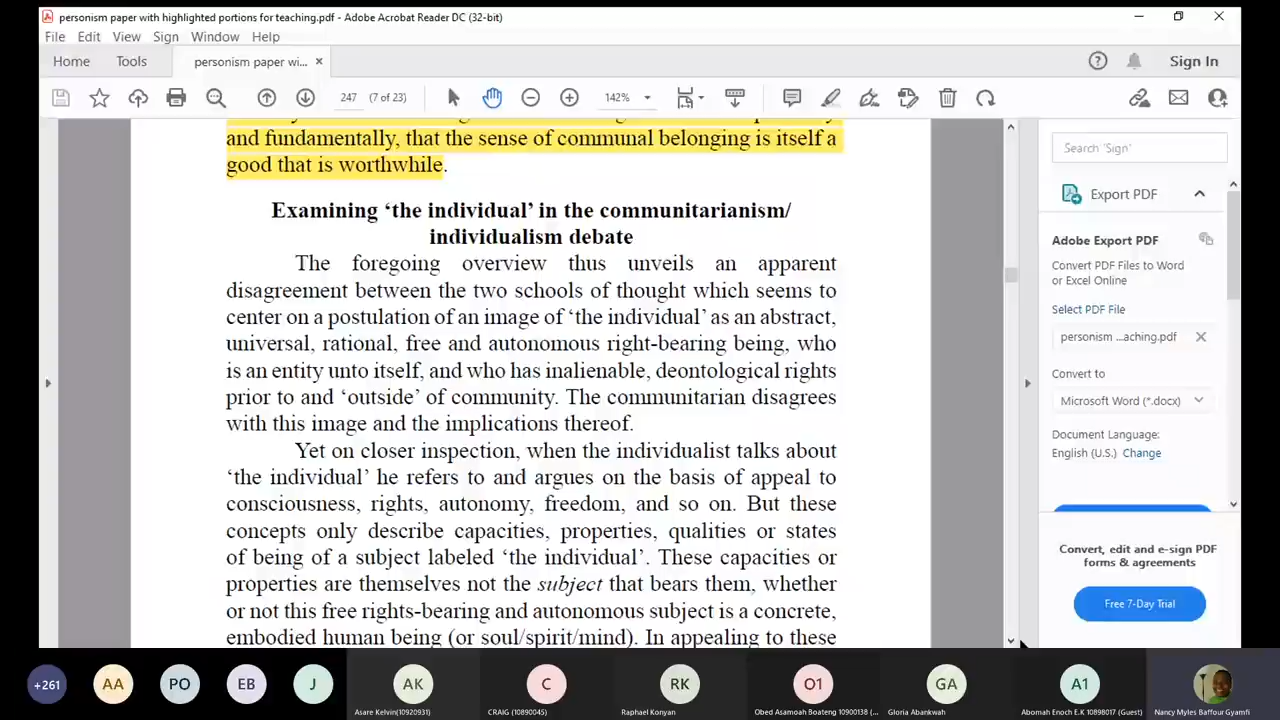 personism paper with highlighted portions for teaching.pdf - Adobe Acrobat Reader DC (32-bit)
File Edit View Sign Window Help
Home Tools personism paper wi... × Sign In
247 (7 of 23) 142%
and fundamentally, that the sense of communal belonging is itself a
good that is worthwhile.
Examining ‘the individual’ in the communitarianism/
individualism debate
The foregoing overview thus unveils an apparent
disagreement between the two schools of thought which seems to
center on a postulation of an image of ‘the individual’ as an abstract,
universal, rational, free and autonomous right-bearing being, who
is an entity unto itself, and who has inalienable, deontological rights
prior to and ‘outside’ of community. The communitarian disagrees
with this image and the implications thereof.
Yet on closer inspection, when the individualist talks about
‘the individual’ he refers to and argues on the basis of appeal to
consciousness, rights, autonomy, freedom, and so on. But these
concepts only describe capacities, properties, qualities or states
of being of a subject labeled ‘the individual’. These capacities or
properties are themselves not the subject that bears them, whether
or not this free rights-bearing and autonomous subject is a concrete,
embodied human being (or soul/spirit/mind). In appealing to these
Search 'Sign'
Export PDF
Adobe Export PDF
Convert PDF Files to Word
or Excel Online
Select PDF File
personism ...aching.pdf
Convert to
Microsoft Word (*.docx)
Document Language:
English (U.S.) Change
Convert, edit and e-sign PDF
forms & agreements
Free 7-Day Trial
+261 AA PO EB J AK C RK O1 GA A1
Asare Kelvin(10920931) CRAIG (10890045) Raphael Konyan Obed Asamoah Boateng 10900138 (... Gloria Abankwah Abomah Enoch E.K 10898017 (Guest) Nancy Myles Benfour Gyamfi